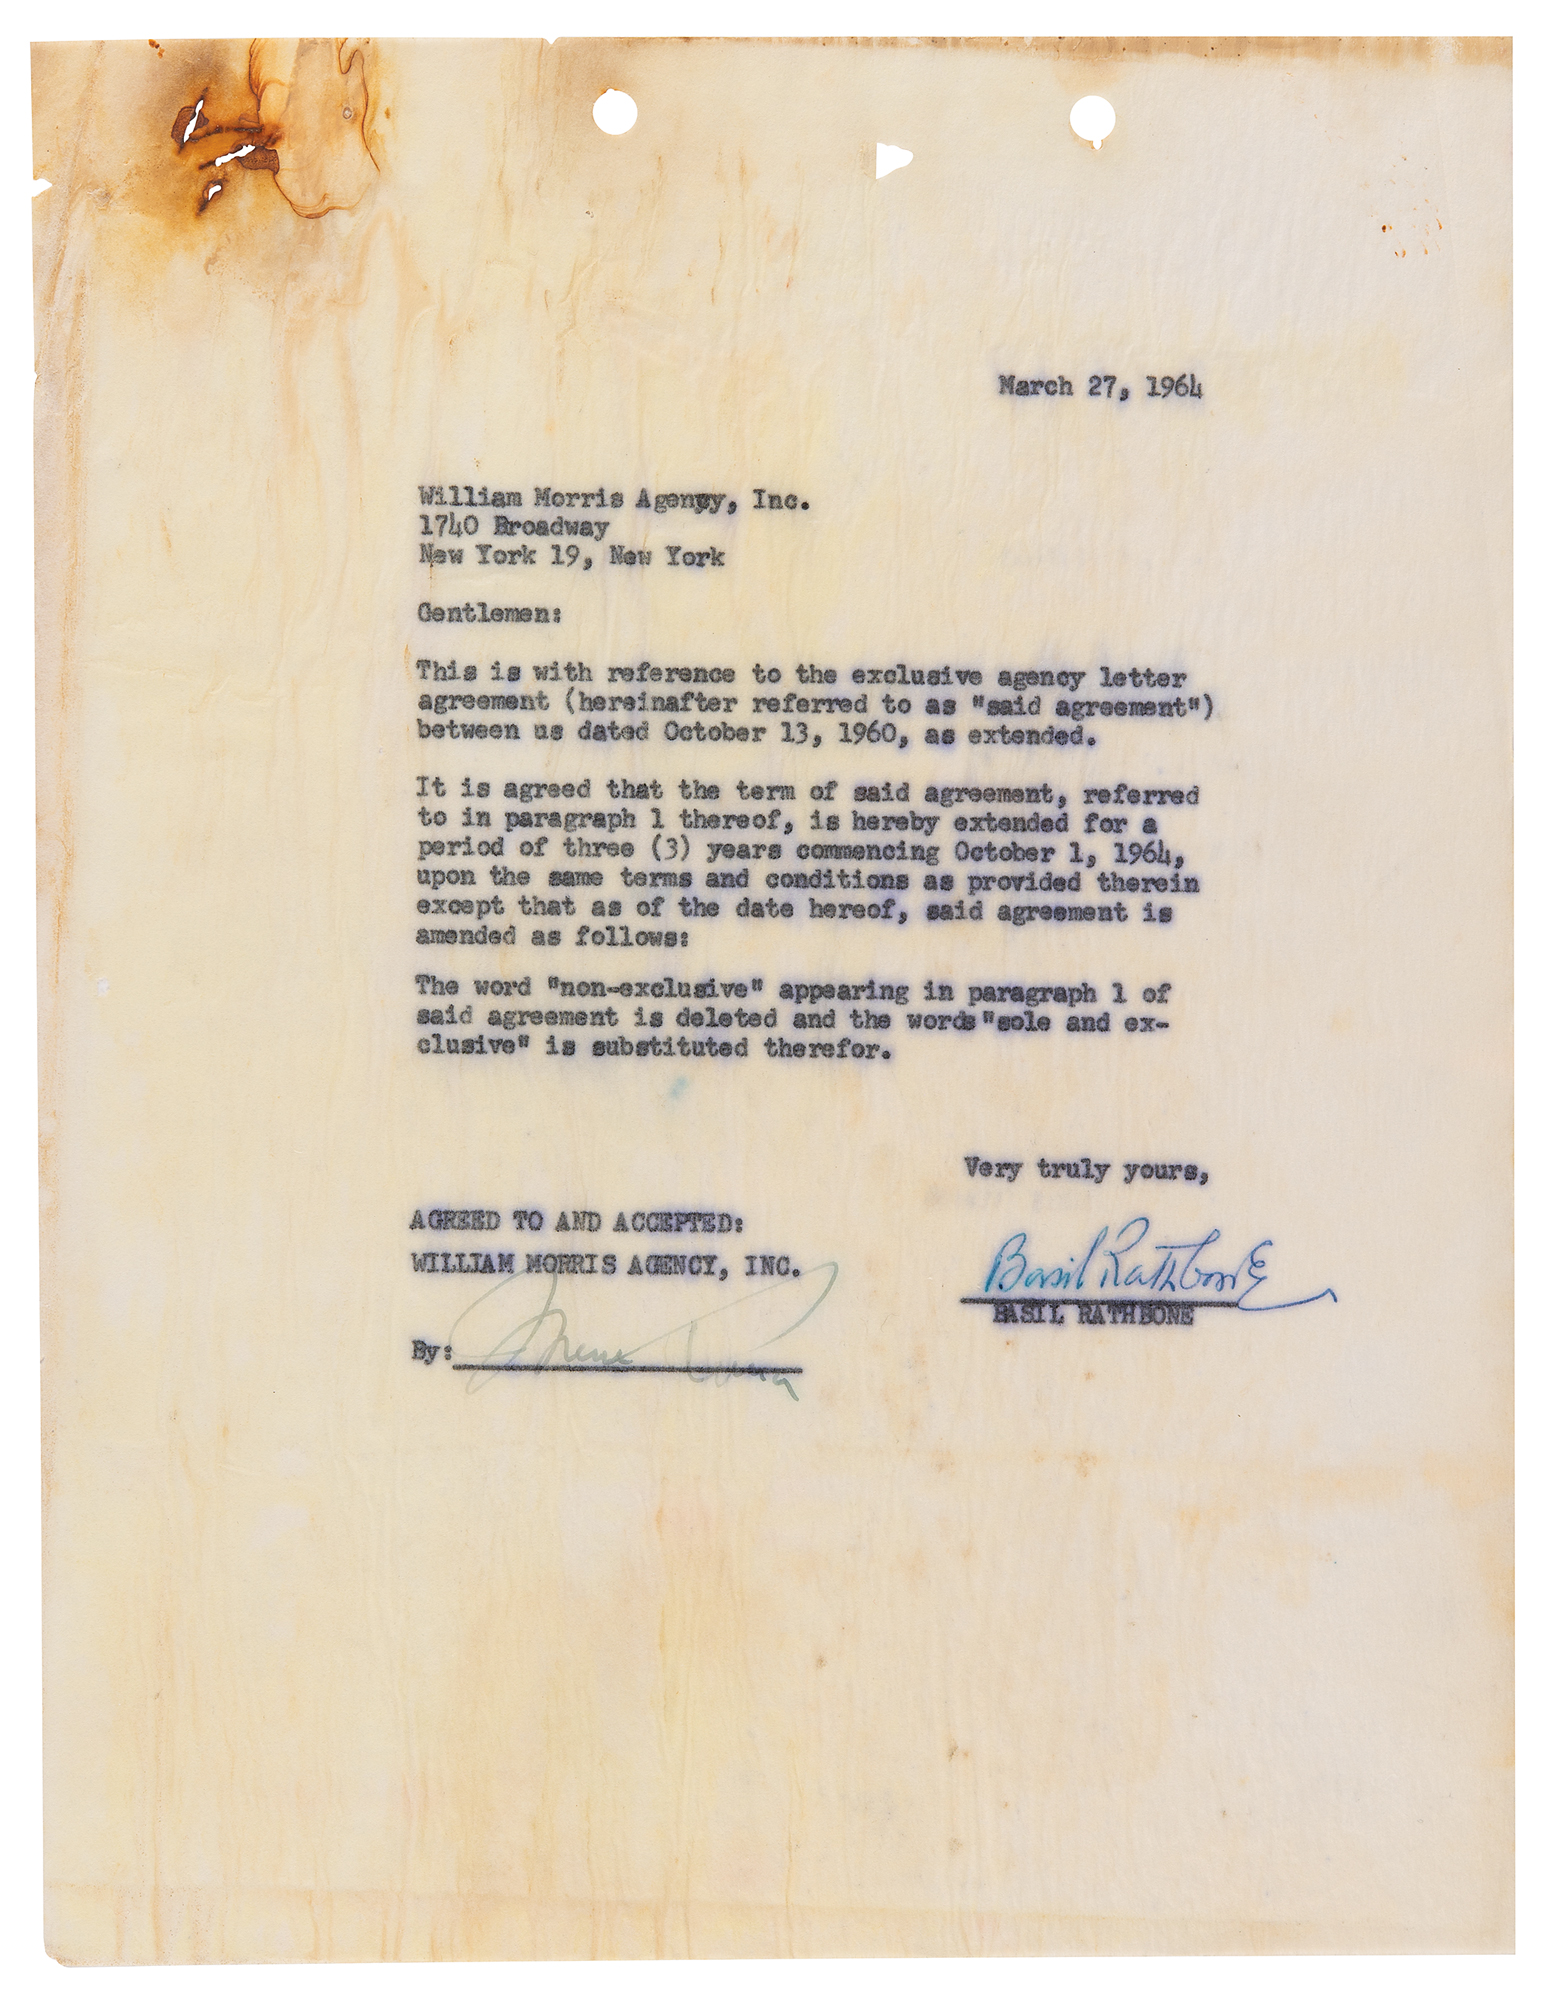 March 27, 1964
William Morris Agency, Inc.
1740 Broadway
New York 19, New York
Gentlemen:
This is with reference to the exclusive agency letter
agreement (hereinafter referred to as "said agreement")
between us dated October 13, 1960, as extended.
It is agreed that the term of said agreement, referred
to in paragraph 1 thereof, is hereby extended for a
period of three (3) years commencing October 1, 1964,
upon the same terms and conditions as provided therein
except that as of the date hereof, said agreement is
amended as follows:
The word "non-exclusive" appearing in paragraph 1 of
said agreement is deleted and the words "sole and ex-
clusive" is substituted therefor.
Very truly yours,
AGREED TO AND ACCEPTED:
WILLIAM MORRIS AGENCY, INC.
Basil Rathbone
BASIL RATHBONE
By: